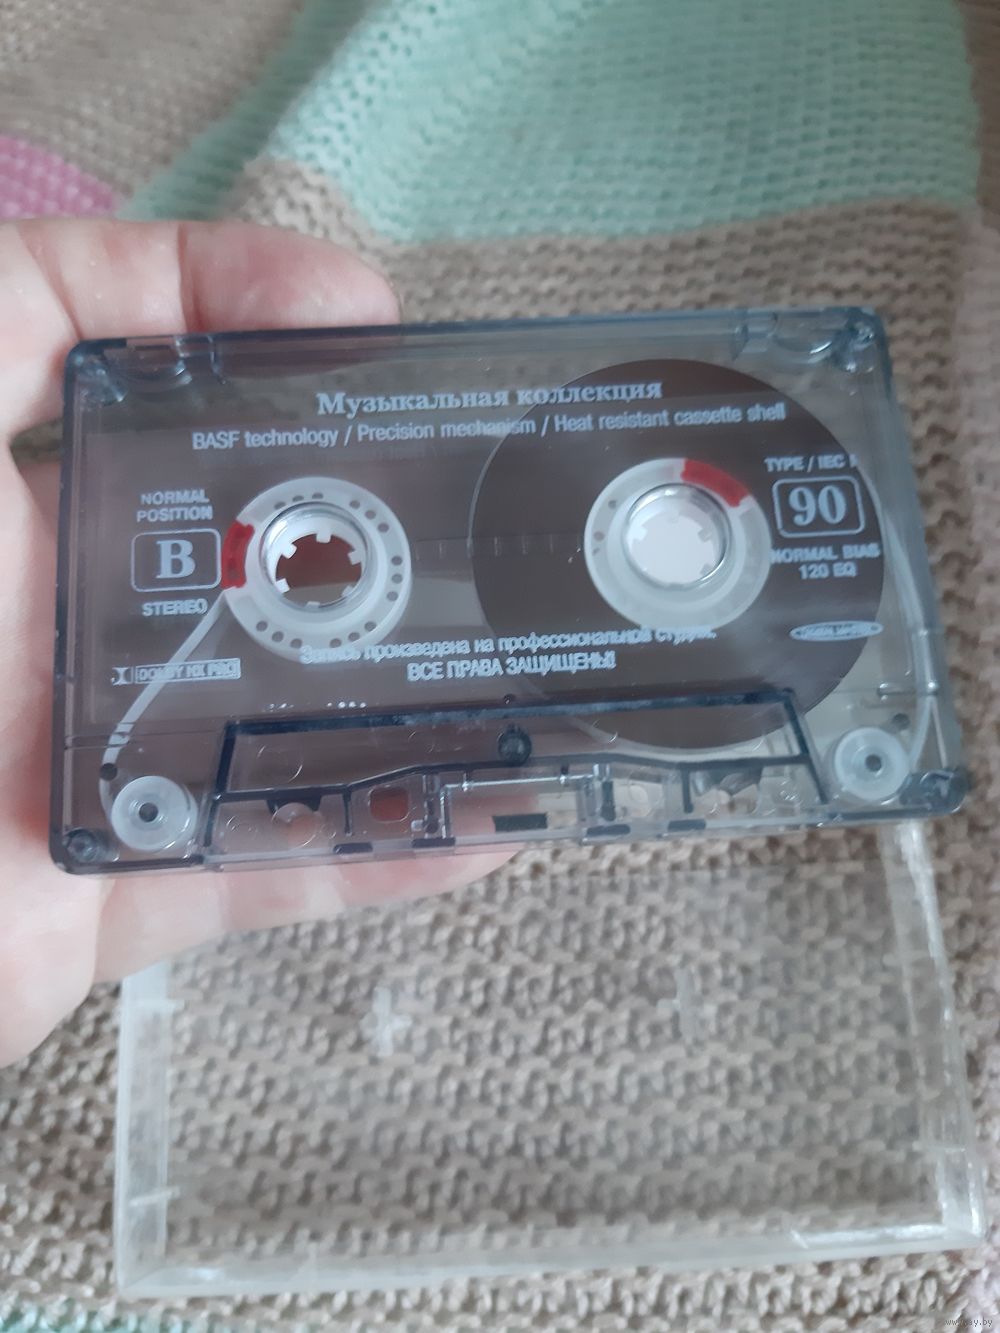 Музыкальная коллекция
BASF technology / Precision mechanism / Heat resistant cassette shell
NORMAL
POSITION
B
STEREO
TYPE / IEC I
90
NORMAL BIAS
120 EQ
Запись произведена на профессиональной студии.
ВСЕ ПРАВА ЗАЩИЩЕНЫ!
DOLBY HX PRO